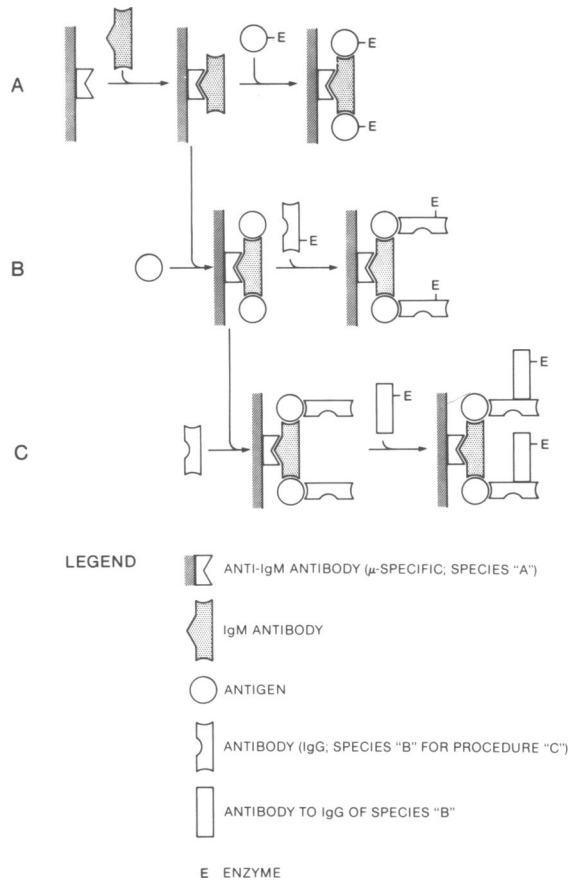 A
E
E
E
B
E
E
E
C
E
E
E
LEGEND
ANTI-IgM ANTIBODY (μ-SPECIFIC; SPECIES "A")
IgM ANTIBODY
ANTIGEN
ANTIBODY (IgG; SPECIES "B" FOR PROCEDURE "C")
ANTIBODY TO IgG OF SPECIES "B"
E ENZYME